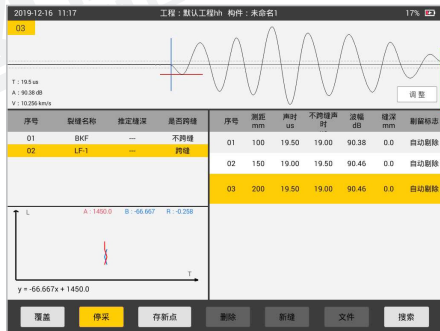 2019-12-16 11:17 工程：默认工程hh 构件：未命名1 17%
03
T：19.5 us
A：90.38 dB
V：10.256 km/s
调整
序号 裂缝名称 推定缝深 是否跨缝
01 BKF — 不跨缝
02 LF-1 — 跨缝
序号 测距 mm 声时 us 不跨缝声时 波幅 dB 缝深 mm 剔留标志
01 100 19.50 19.00 90.38 0.0 自动剔除
02 150 19.00 19.50 90.46 0.0 自动剔除
03 200 19.50 19.00 90.46 0.0 自动剔除
L A：1450.0 B：-66.667 R：-0.258
T
y = -66.667x + 1450.0
覆盖 停采 存新点 删除 新缝 文件 搜索